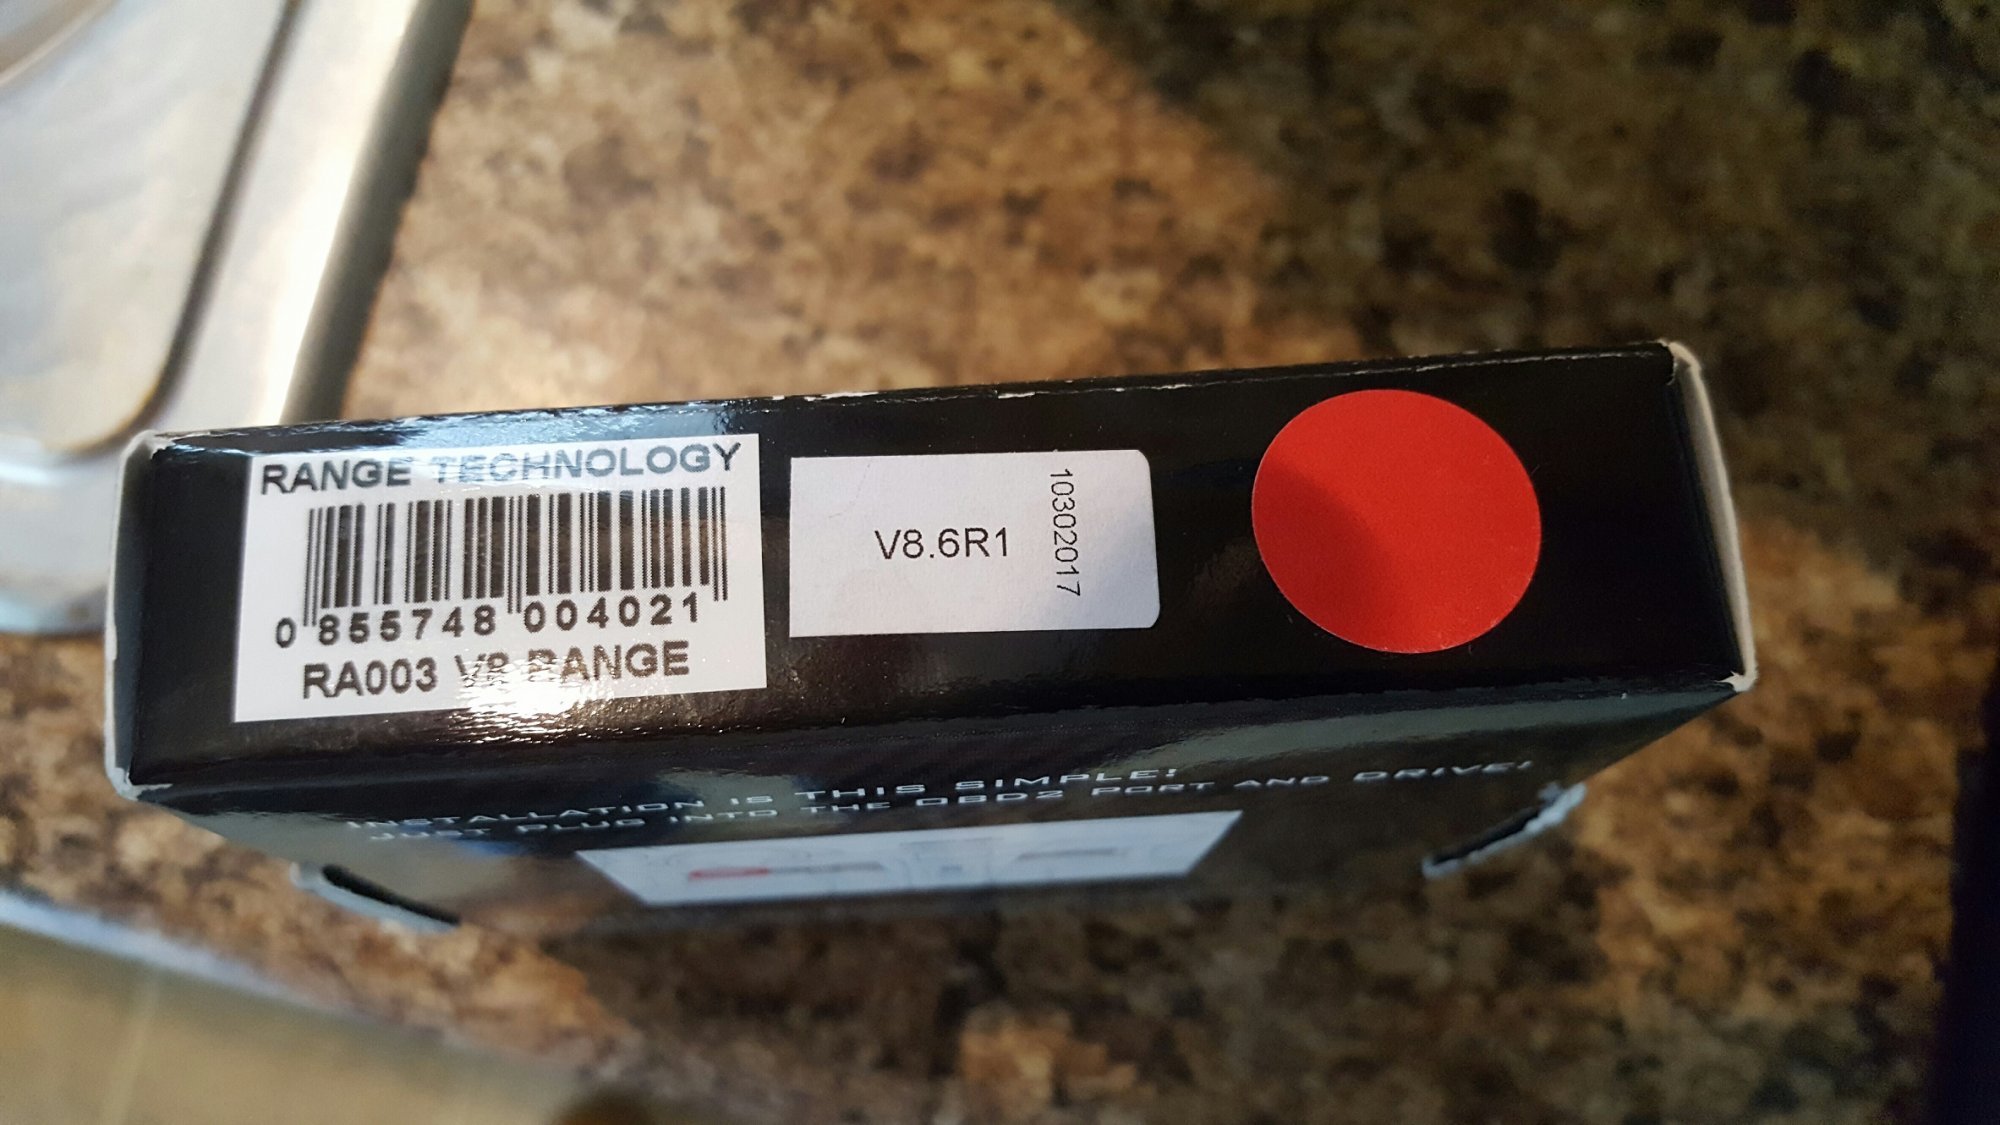 RANGE TECHNOLOGY
0 855748 004021
RA003 V8 RANGE
V8.6R1
10302017
INSTALLATION IS THIS SIMPLE!
JUST PLUG INTO THE OBD2 PORT AND DRIVE!